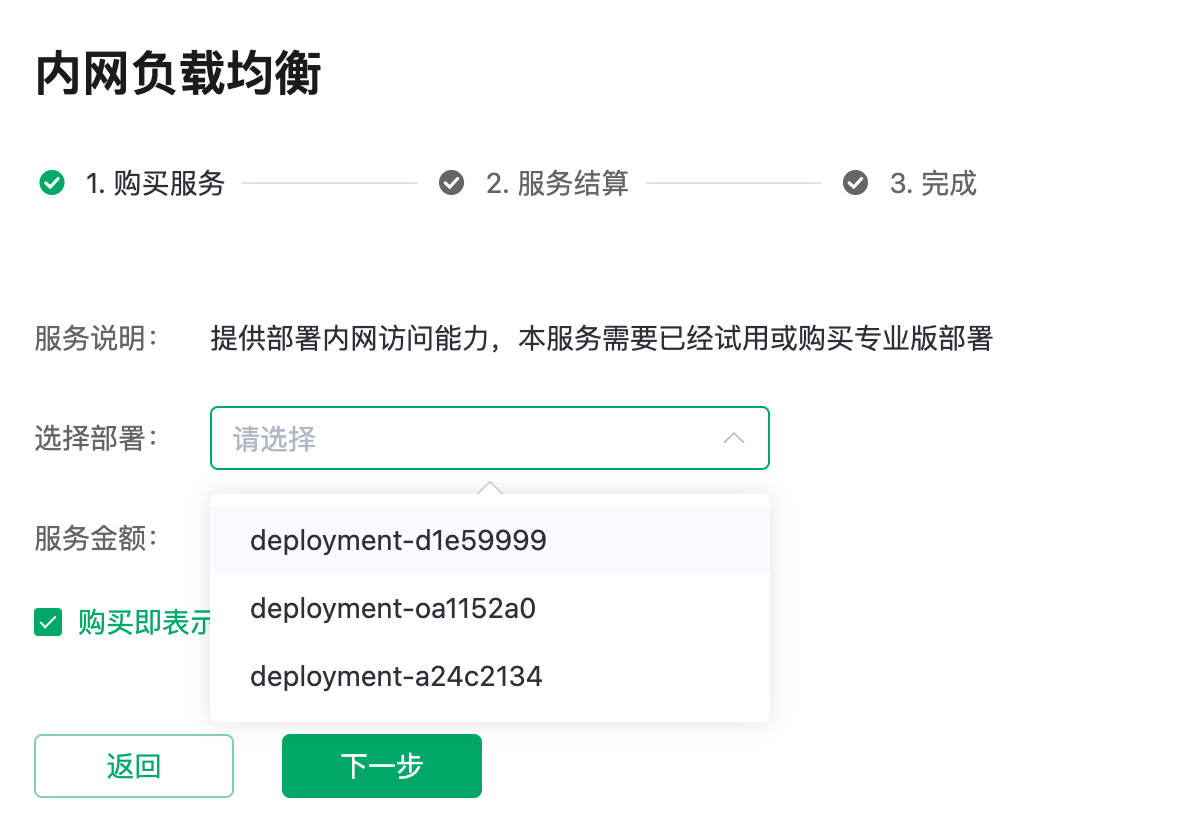 内网负载均衡
1. 购买服务 2. 服务结算 3. 完成
服务说明： 提供部署内网访问能力，本服务需要已经试用或购买专业版部署
选择部署： 请选择
deployment-d1e59999
服务金额：
deployment-oa1152a0
购买即表示
deployment-a24c2134
返回 下一步